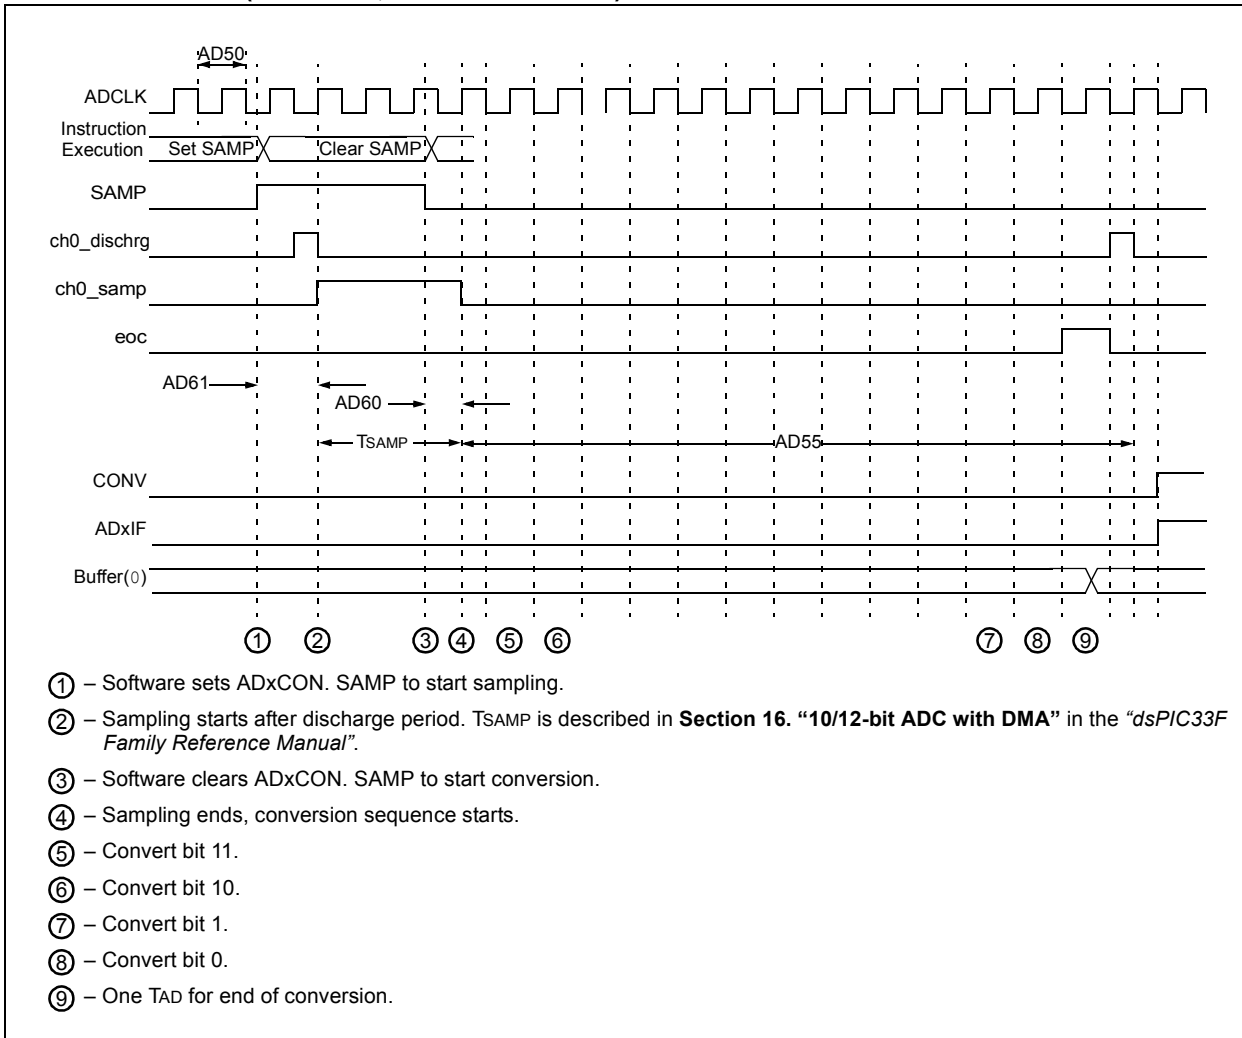 AD50
ADCLK
Instruction
Execution
Set SAMP
Clear SAMP
SAMP
ch0_dischrg
ch0_samp
eoc
AD61
AD60
TSAMP
AD55
CONV
ADxIF
Buffer(0)
1 2 3 4 5 6 7 8 9
1 – Software sets ADxCON. SAMP to start sampling.
2 – Sampling starts after discharge period. TSAMP is described in Section 16. “10/12-bit ADC with DMA” in the “dsPIC33F
Family Reference Manual”.
3 – Software clears ADxCON. SAMP to start conversion.
4 – Sampling ends, conversion sequence starts.
5 – Convert bit 11.
6 – Convert bit 10.
7 – Convert bit 1.
8 – Convert bit 0.
9 – One TAD for end of conversion.